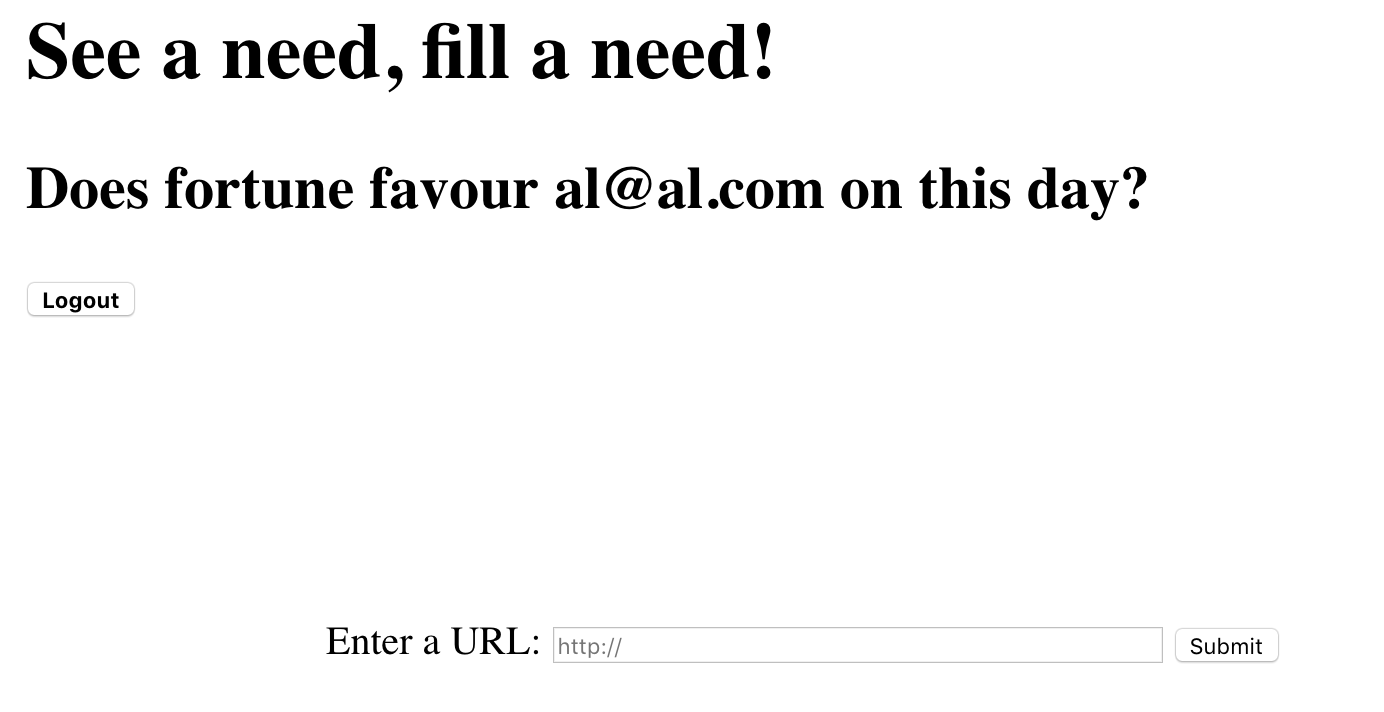 See a need, fill a need!
Does fortune favour al@al.com on this day?
Logout
Enter a URL: http:// Submit